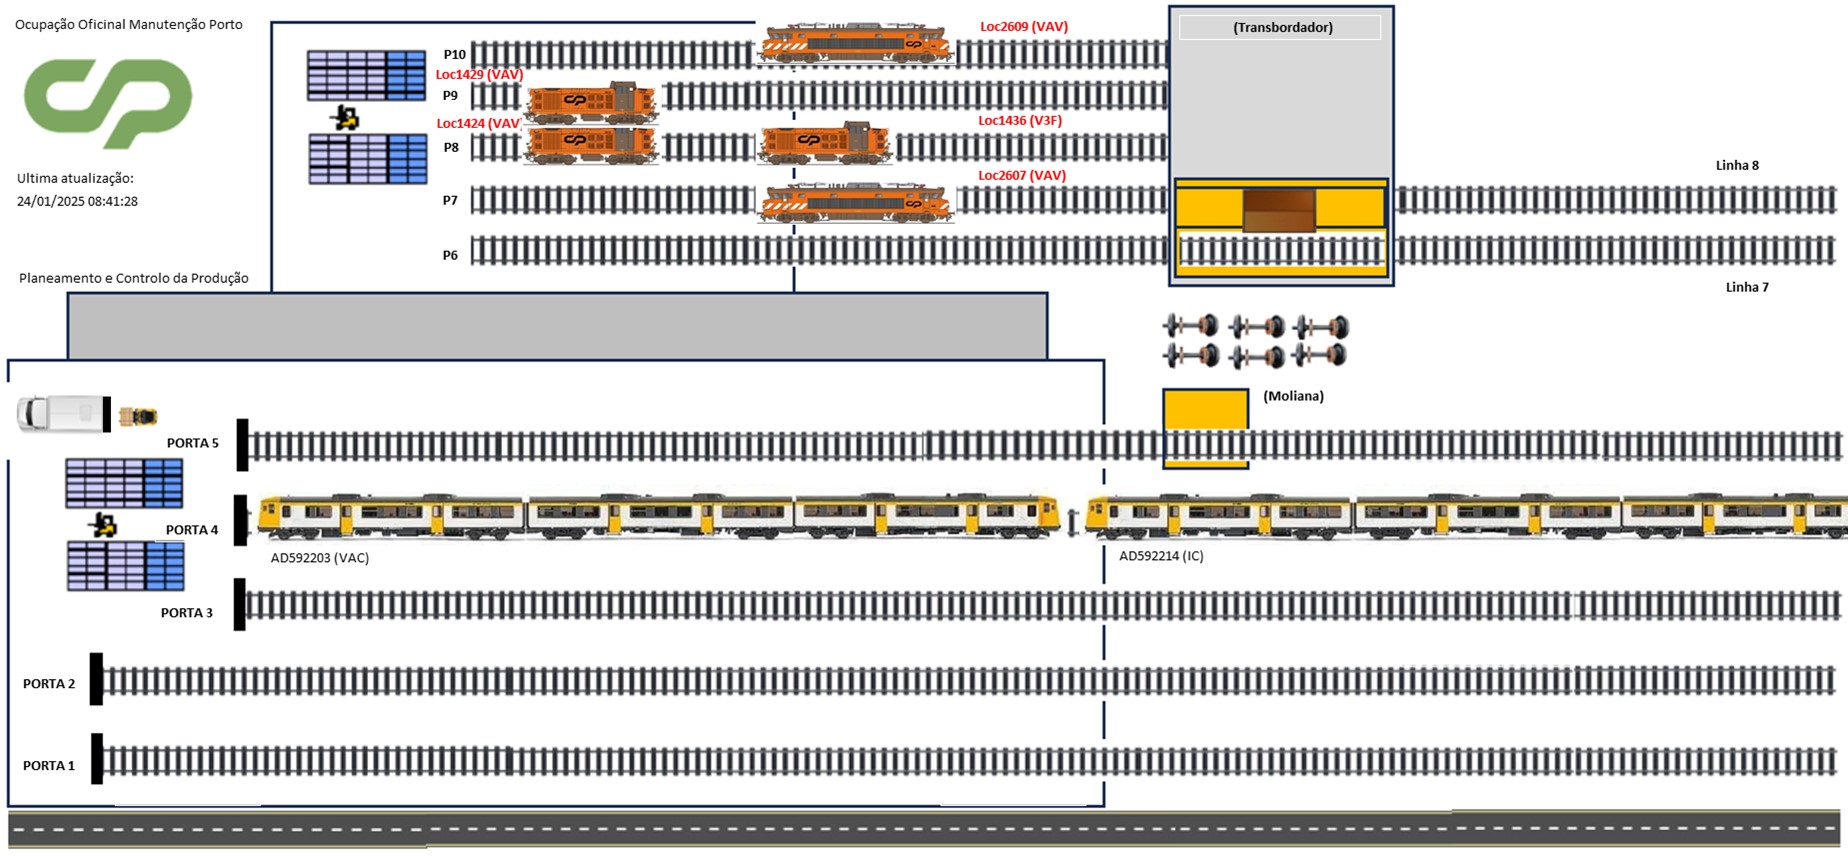 Ocupação Oficinal Manutenção Porto
Loc2609 (VAV)
(Transbordador)
P10
Loc1429 (VAV)
P9
Loc1424 (VAV)
Loc1436 (V3F)
P8
Ultima atualização:
24/01/2025 08:41:28
Loc2607 (VAV)
Linha 8
P7
P6
Planeamento e Controlo da Produção
Linha 7
(Moliana)
PORTA 5
PORTA 4
AD592203 (VAC)
AD592214 (IC)
PORTA 3
PORTA 2
PORTA 1